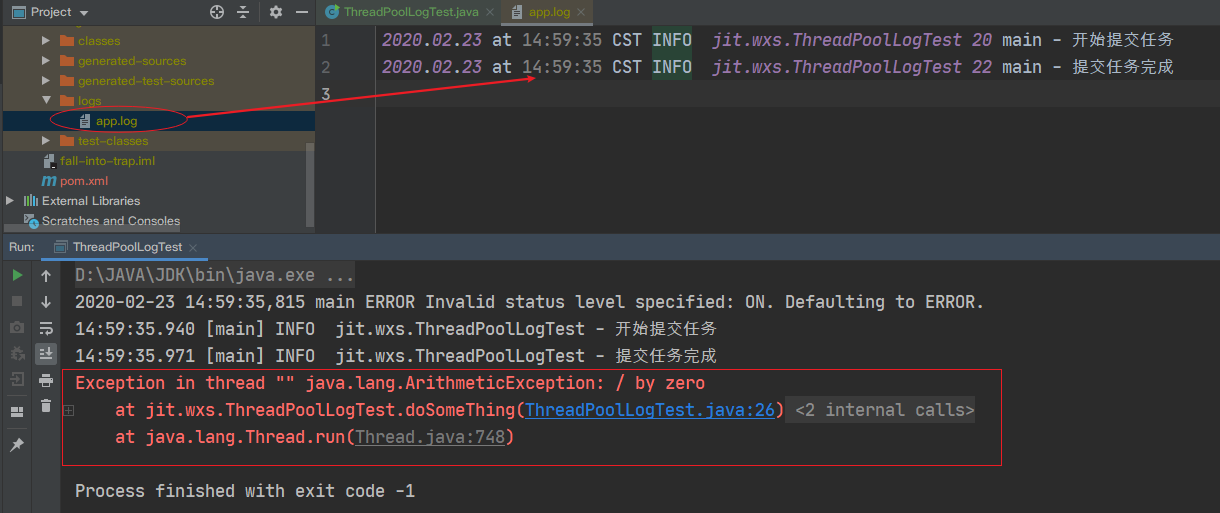 Project
ThreadPoolLogTest.java
app.log
classes
generated-sources
generated-test-sources
logs
app.log
test-classes
fall-into-trap.iml
pom.xml
External Libraries
Scratches and Consoles
1 2020.02.23 at 14:59:35 CST INFO  jit.wxs.ThreadPoolLogTest 20 main - 开始提交任务
2 2020.02.23 at 14:59:35 CST INFO  jit.wxs.ThreadPoolLogTest 22 main - 提交任务完成
3
Run: ThreadPoolLogTest
D:\JAVA\JDK\bin\java.exe ...
2020-02-23 14:59:35,815 main ERROR Invalid status level specified: ON. Defaulting to ERROR.
14:59:35.940 [main] INFO  jit.wxs.ThreadPoolLogTest - 开始提交任务
14:59:35.971 [main] INFO  jit.wxs.ThreadPoolLogTest - 提交任务完成
Exception in thread "" java.lang.ArithmeticException: / by zero
at jit.wxs.ThreadPoolLogTest.doSomeThing(ThreadPoolLogTest.java:26) <2 internal calls>
at java.lang.Thread.run(Thread.java:748)
Process finished with exit code -1